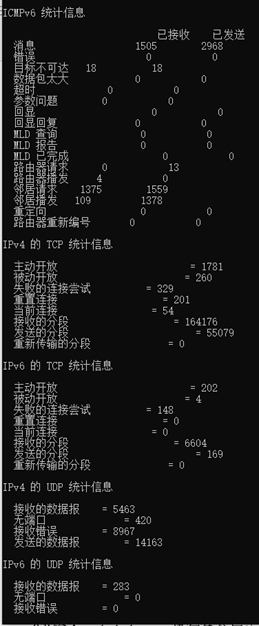 ICMPv6 统计信息
已接收 已发送
消息 1505 2968
错误 0 0
目标不可达 18 18
数据包太大 0 0
超时 0 0
参数问题 0 0
回显 0 0
回显回复 0 0
MLD 查询 0 0
MLD 报告 0 0
MLD 已完成 0 0
路由器请求 0 13
路由器播发 4 0
邻居请求 1375 1559
邻居播发 109 1378
重定向 0 0
路由器重新编号 0 0
IPv4 的 TCP 统计信息
主动开放 = 1781
被动开放 = 260
失败的连接尝试 = 329
重置连接 = 201
当前连接 = 54
接收的分段 = 164176
发送的分段 = 55079
重新传输的分段 = 0
IPv6 的 TCP 统计信息
主动开放 = 202
被动开放 = 4
失败的连接尝试 = 148
重置连接 = 0
当前连接 = 0
接收的分段 = 6604
发送的分段 = 169
重新传输的分段 = 0
IPv4 的 UDP 统计信息
接收的数据报 = 5463
无端口 = 420
接收错误 = 8967
发送的数据报 = 14163
IPv6 的 UDP 统计信息
接收的数据报 = 283
无端口 = 0
接收错误 = 0